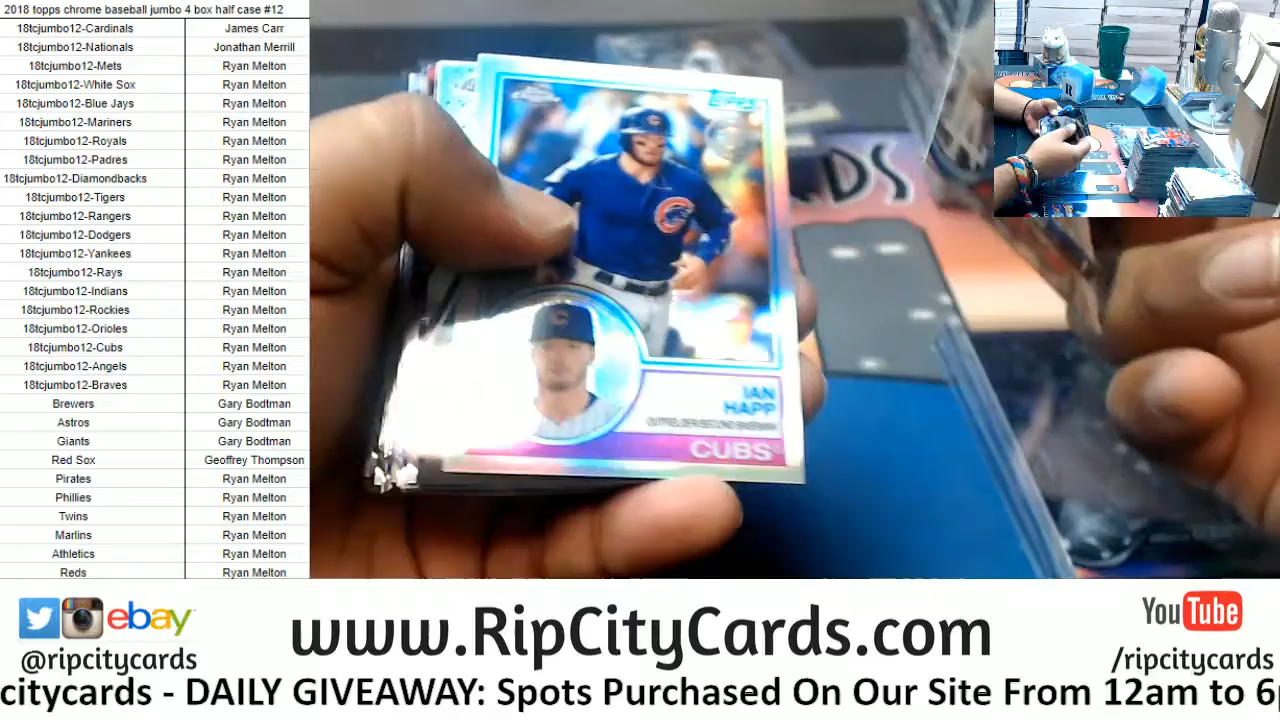 2018 topps chrome baseball jumbo 4 box half case #12
18tcjumbo12-Cardinals James Carr
18tcjumbo12-Nationals Jonathan Merrill
18tcjumbo12-Mets Ryan Melton
18tcjumbo12-White Sox Ryan Melton
18tcjumbo12-Blue Jays Ryan Melton
18tcjumbo12-Mariners Ryan Melton
18tcjumbo12-Royals Ryan Melton
18tcjumbo12-Padres Ryan Melton
18tcjumbo12-Diamondbacks Ryan Melton
18tcjumbo12-Tigers Ryan Melton
18tcjumbo12-Rangers Ryan Melton
18tcjumbo12-Dodgers Ryan Melton
18tcjumbo12-Yankees Ryan Melton
18tcjumbo12-Rays Ryan Melton
18tcjumbo12-Indians Ryan Melton
18tcjumbo12-Rockies Ryan Melton
18tcjumbo12-Orioles Ryan Melton
18tcjumbo12-Cubs Ryan Melton
18tcjumbo12-Angels Ryan Melton
18tcjumbo12-Braves Ryan Melton
Brewers Gary Bodtman
Astros Gary Bodtman
Giants Gary Bodtman
Red Sox Geoffrey Thompson
Pirates Ryan Melton
Phillies Ryan Melton
Twins Ryan Melton
Marlins Ryan Melton
Athletics Ryan Melton
Reds Ryan Melton
topps
IAN
HAPP
CUBS
ebay
@ripcitycards
www.RipCityCards.com
YouTube
/ripcitycards
citycards - DAILY GIVEAWAY: Spots Purchased On Our Site From 12am to 6p